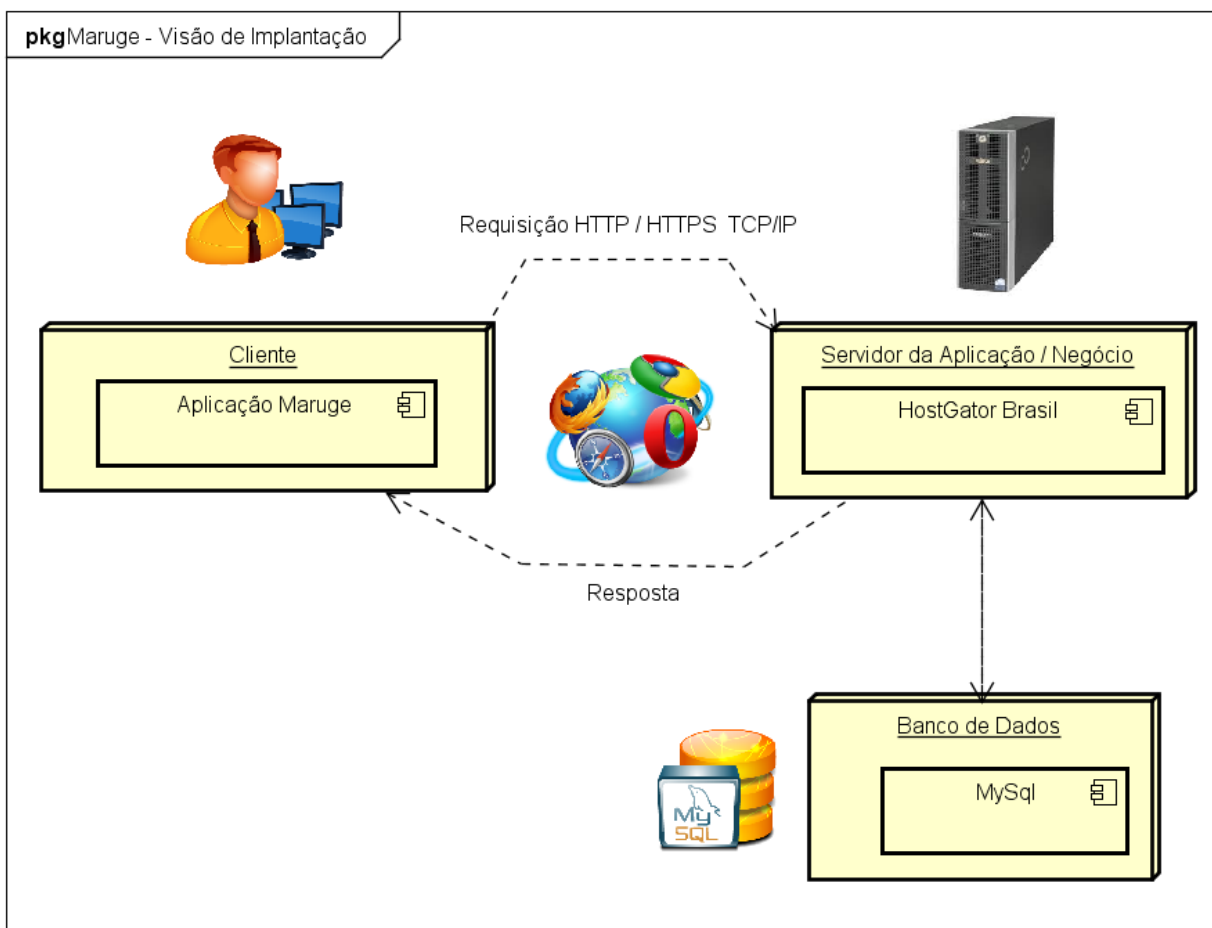 pkgMaruge - Visão de Implantação
Requisição HTTP / HTTPS TCP/IP
Cliente
Aplicação Maruge
Servidor da Aplicação / Negócio
HostGator Brasil
Resposta
Banco de Dados
MySql
My
SQL